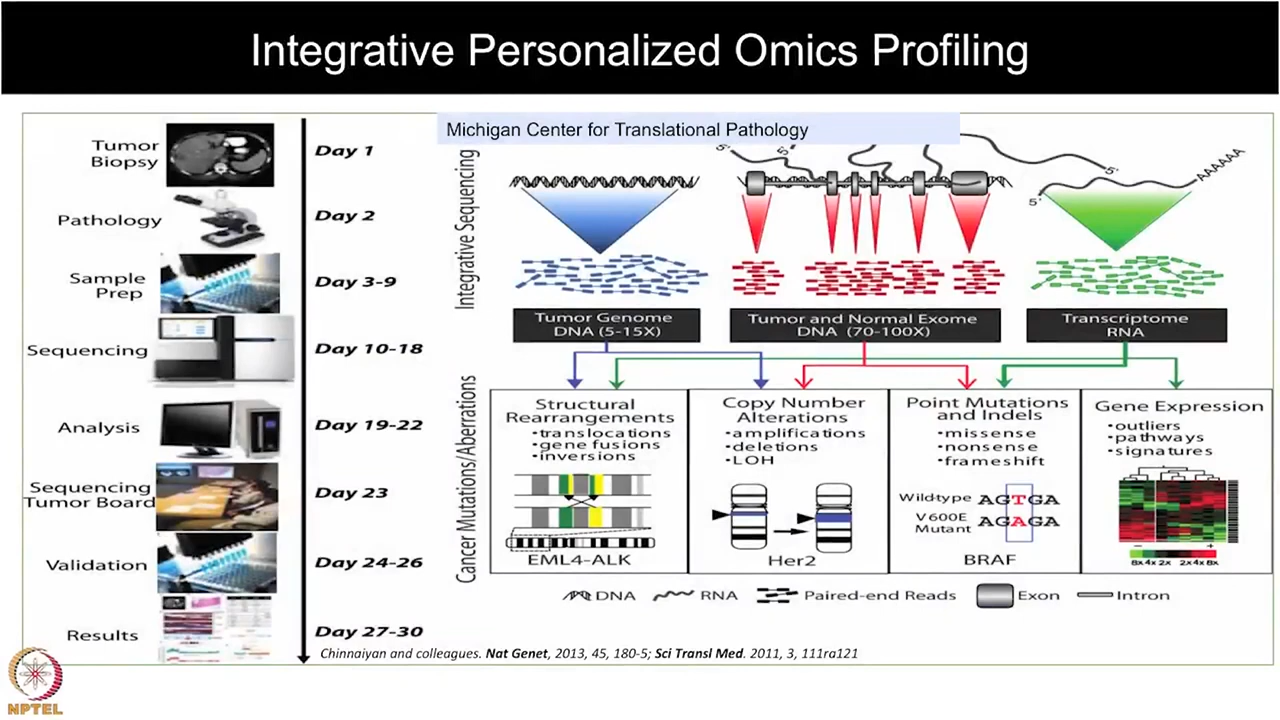 Integrative Personalized Omics Profiling
Michigan Center for Translational Pathology
Tumor
Biopsy
Day 1
Pathology
Day 2
Sample
Prep
Day 3-9
Sequencing
Day 10-18
Analysis
Day 19-22
Sequencing
Tumor Board
Day 23
Validation
Day 24-26
Results
Day 27-30
Integrative Sequencing
5'
5'
5'
5'
AAAAAA
Tumor Genome
DNA (5-15X)
Tumor and Normal Exome
DNA (70-100X)
Transcriptome
RNA
Cancer Mutations/Aberrations
Structural
Rearrangements
•translocations
•gene fusions
•inversions
EML4-ALK
Copy Number
Alterations
•amplifications
•deletions
•LOH
Her2
Point Mutations
and Indels
•missense
•nonsense
•frameshift
Wildtype AGTGA
V600E
Mutant AGAGA
BRAF
Gene Expression
•outliers
•pathways
•signatures
− +
8x4x 2x 2x4x 8x
DNA RNA Paired-end Reads Exon Intron
Chinnaiyan and colleagues. Nat Genet, 2013, 45, 180-5; Sci Transl Med. 2011, 3, 111ra121
NPTEL